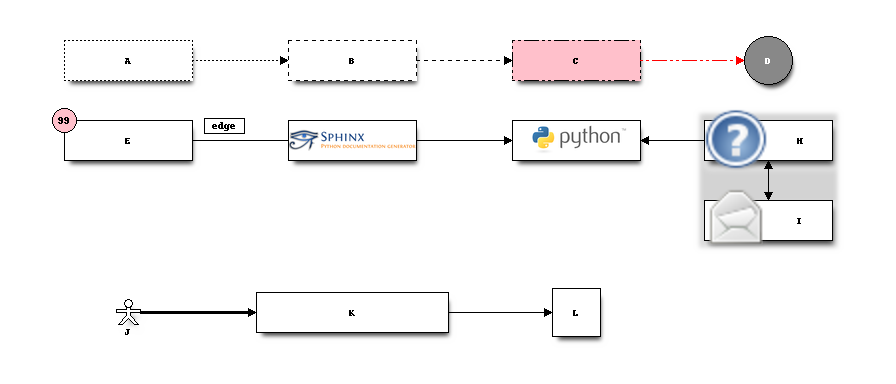 A
B
C
D
99
E
edge
SPHINX
PYTHON DOCUMENTATION GENERATOR
python™
?
H
I
J
K
L